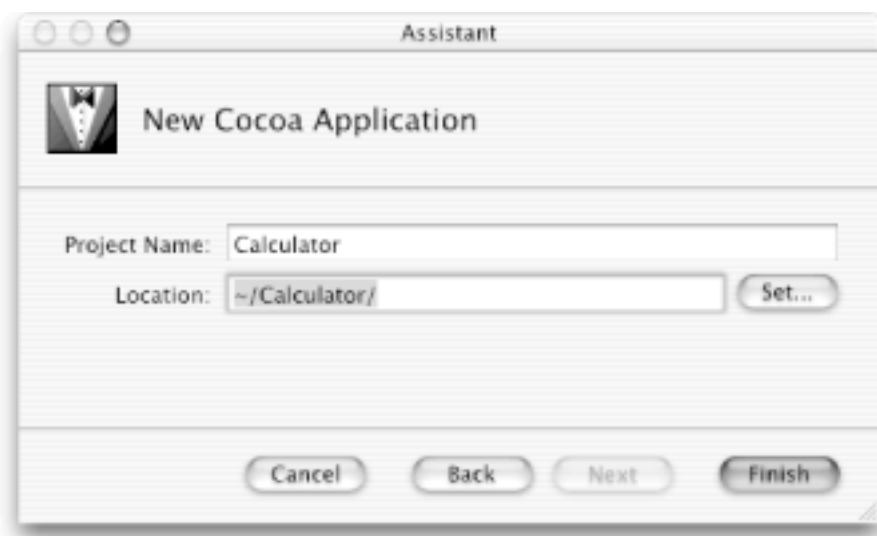 Assistant
New Cocoa Application
Project Name: Calculator
Location: ~/Calculator/ Set...
Cancel Back Next Finish